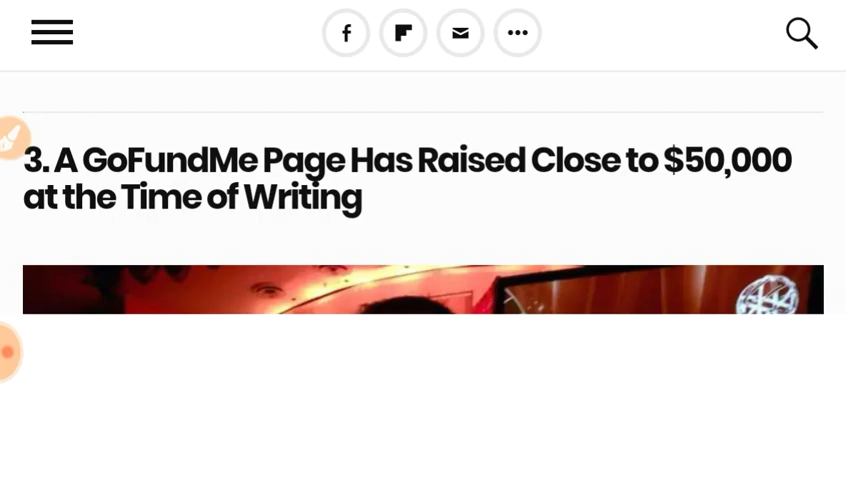 3. A GoFundMe Page Has Raised Close to $50,000
at the Time of Writing